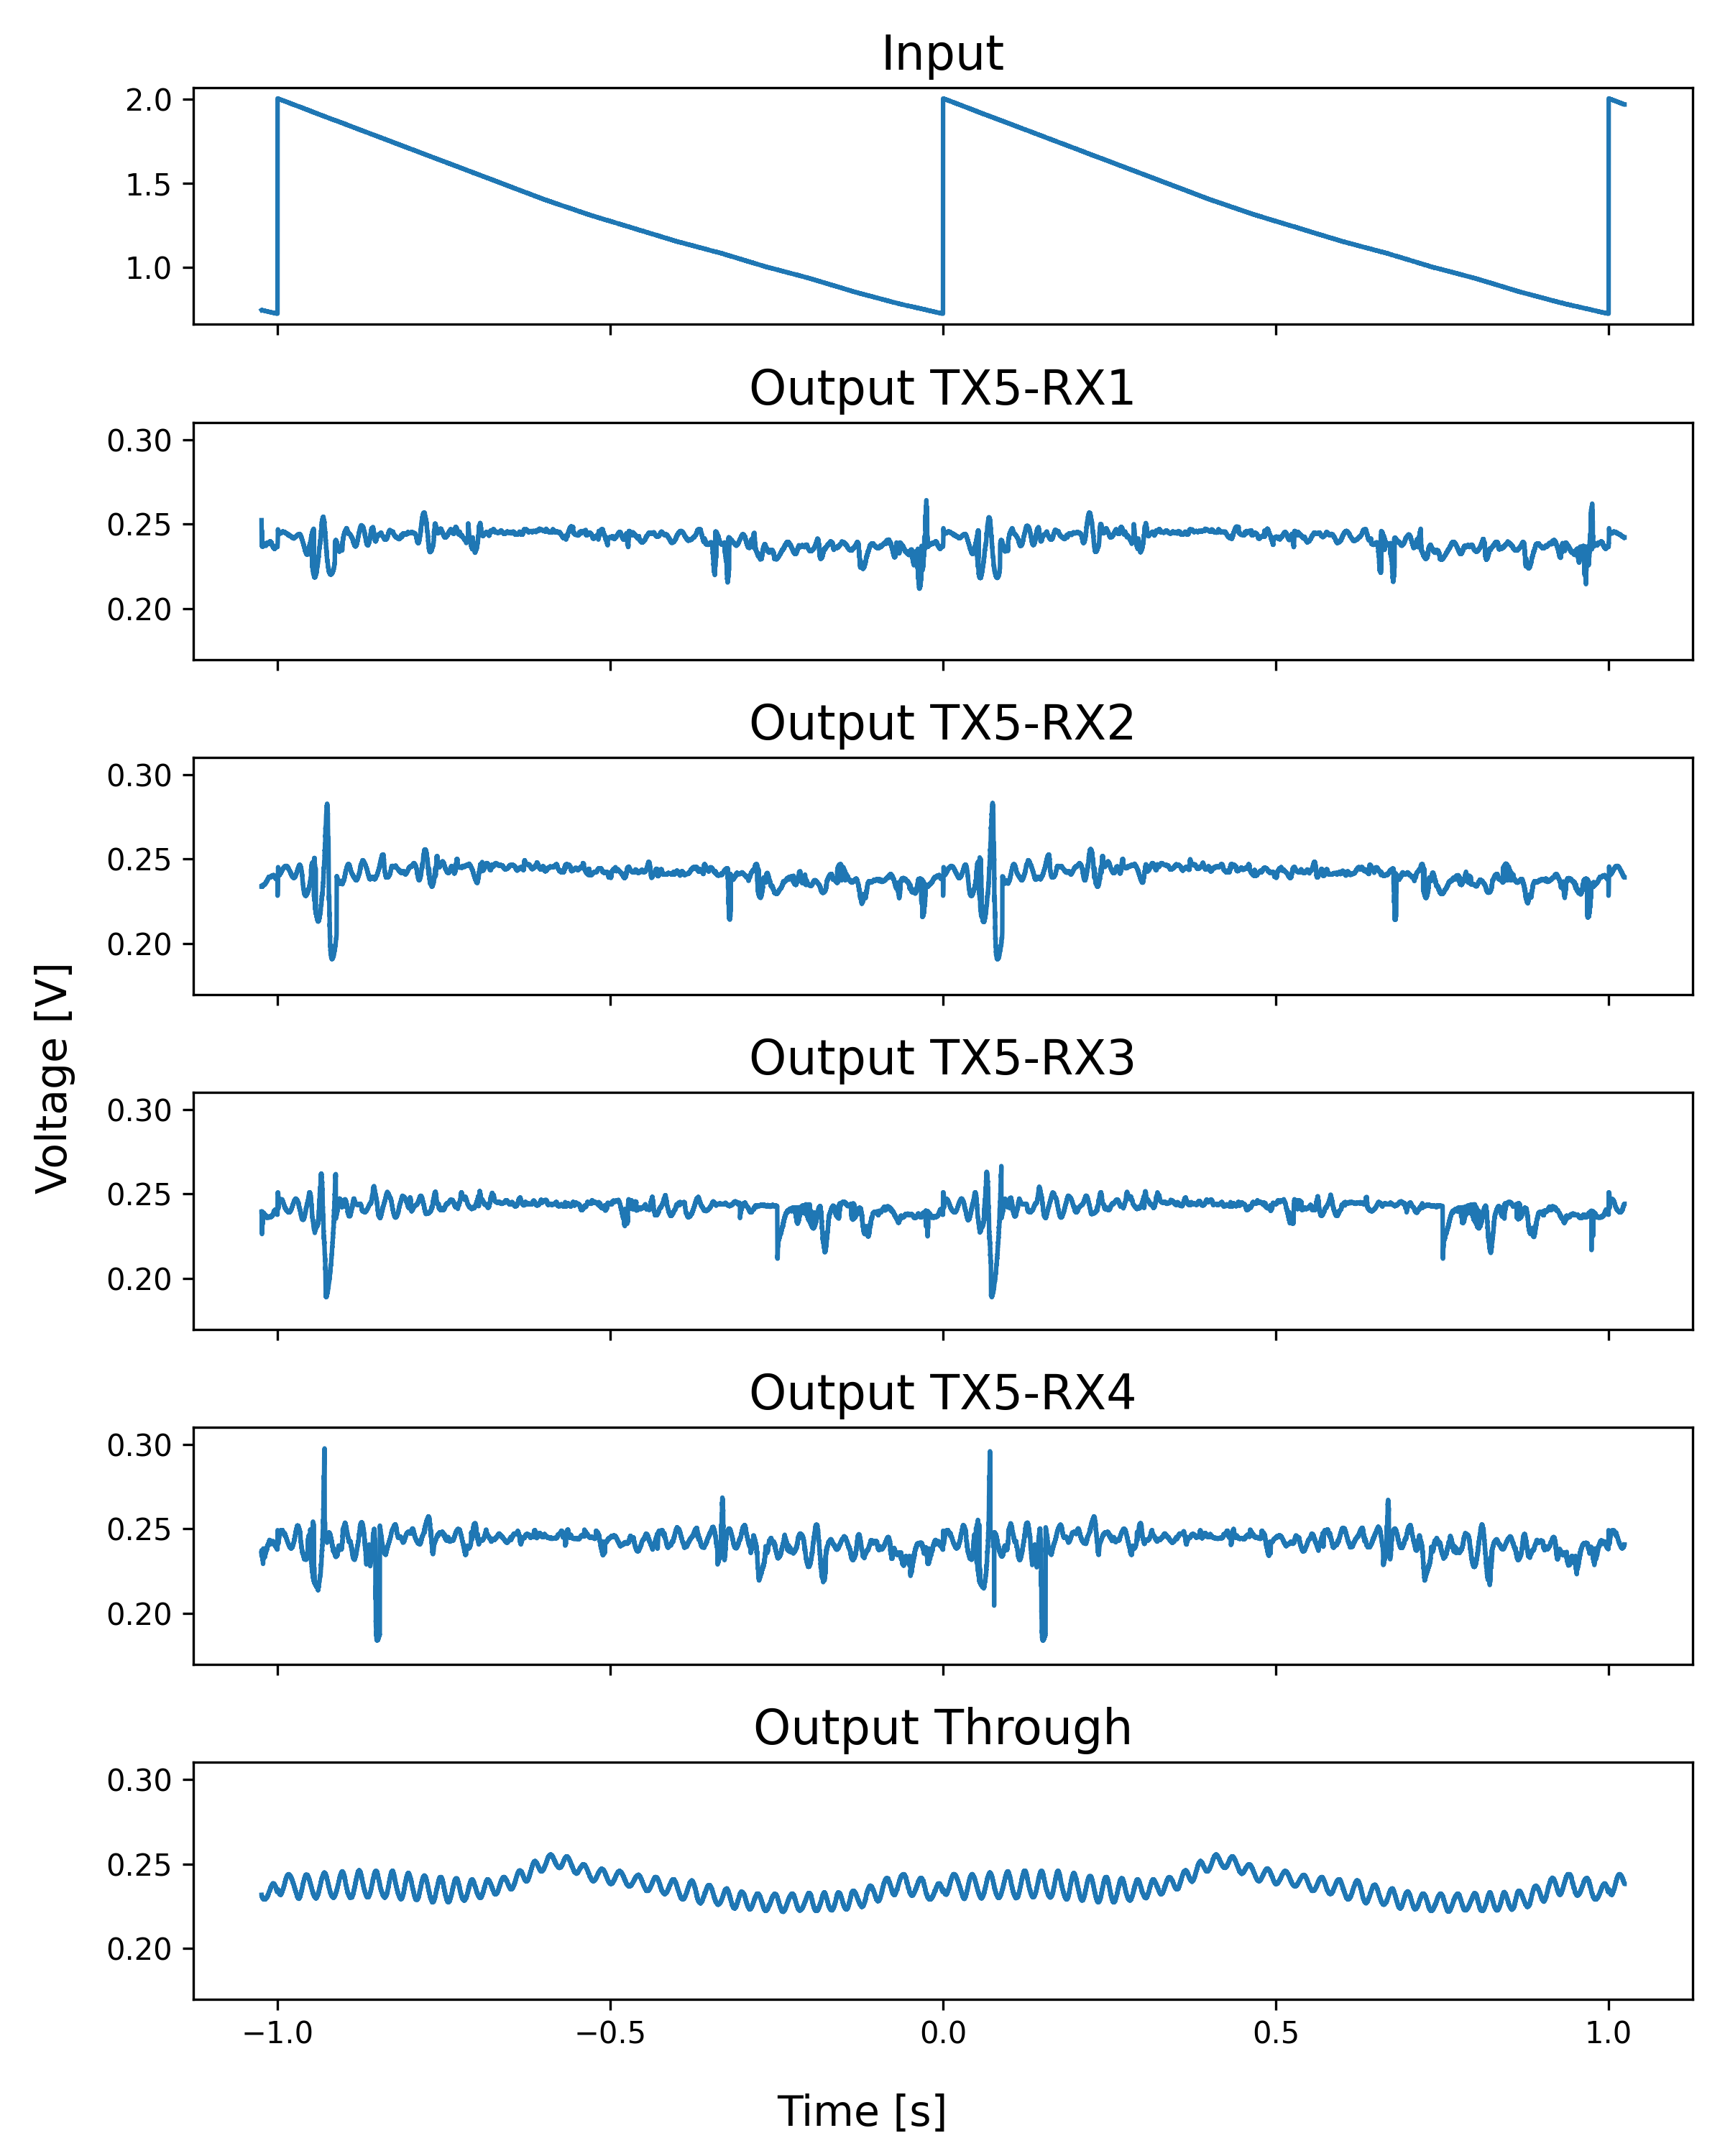 Input
2.0
1.5
1.0
Output TX5-RX1
0.30
0.25
0.20
Output TX5-RX2
0.30
0.25
0.20
Voltage [V]
Output TX5-RX3
0.30
0.25
0.20
Output TX5-RX4
0.30
0.25
0.20
Output Through
0.30
0.25
0.20
−1.0 −0.5 0.0 0.5 1.0
Time [s]